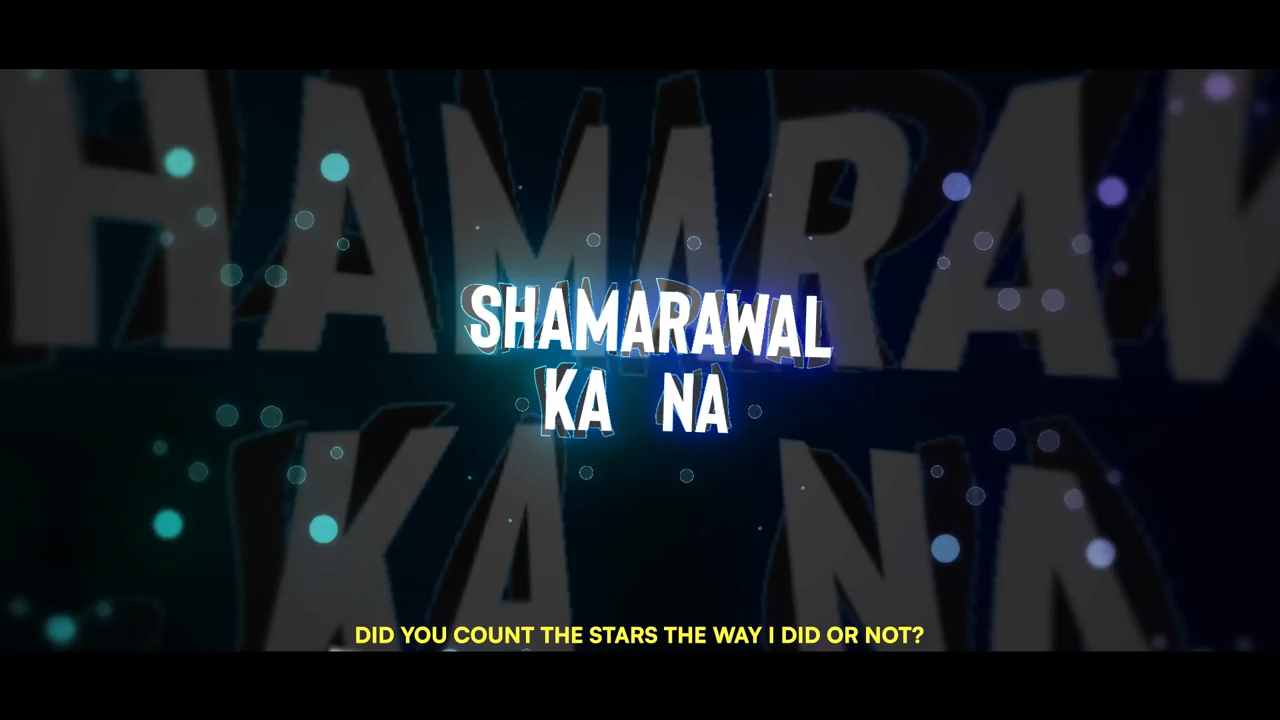 SHAMARAWAL
KA NA
DID YOU COUNT THE STARS THE WAY I DID OR NOT?